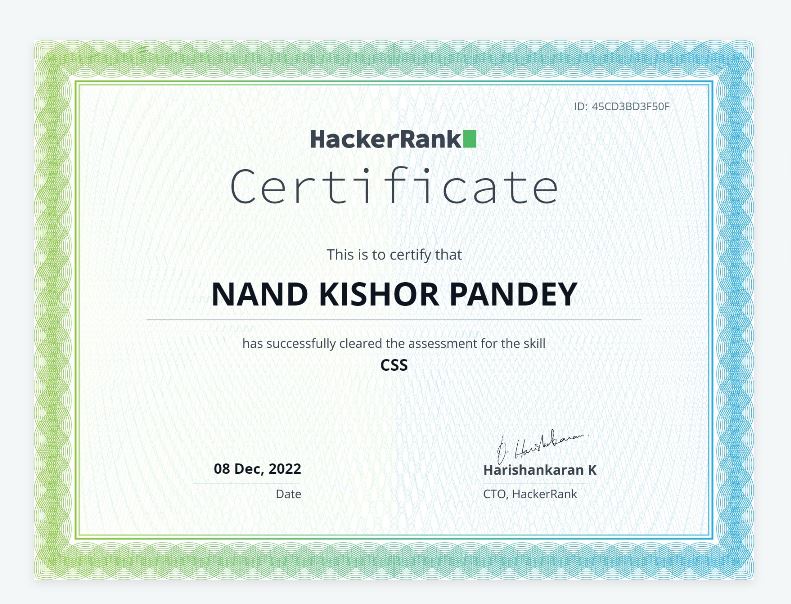 ID: 45CD3BD3F50F
HackerRank
Certificate
This is to certify that
NAND KISHOR PANDEY
has successfully cleared the assessment for the skill
CSS
08 Dec, 2022
Date
Harishankaran K
CTO, HackerRank